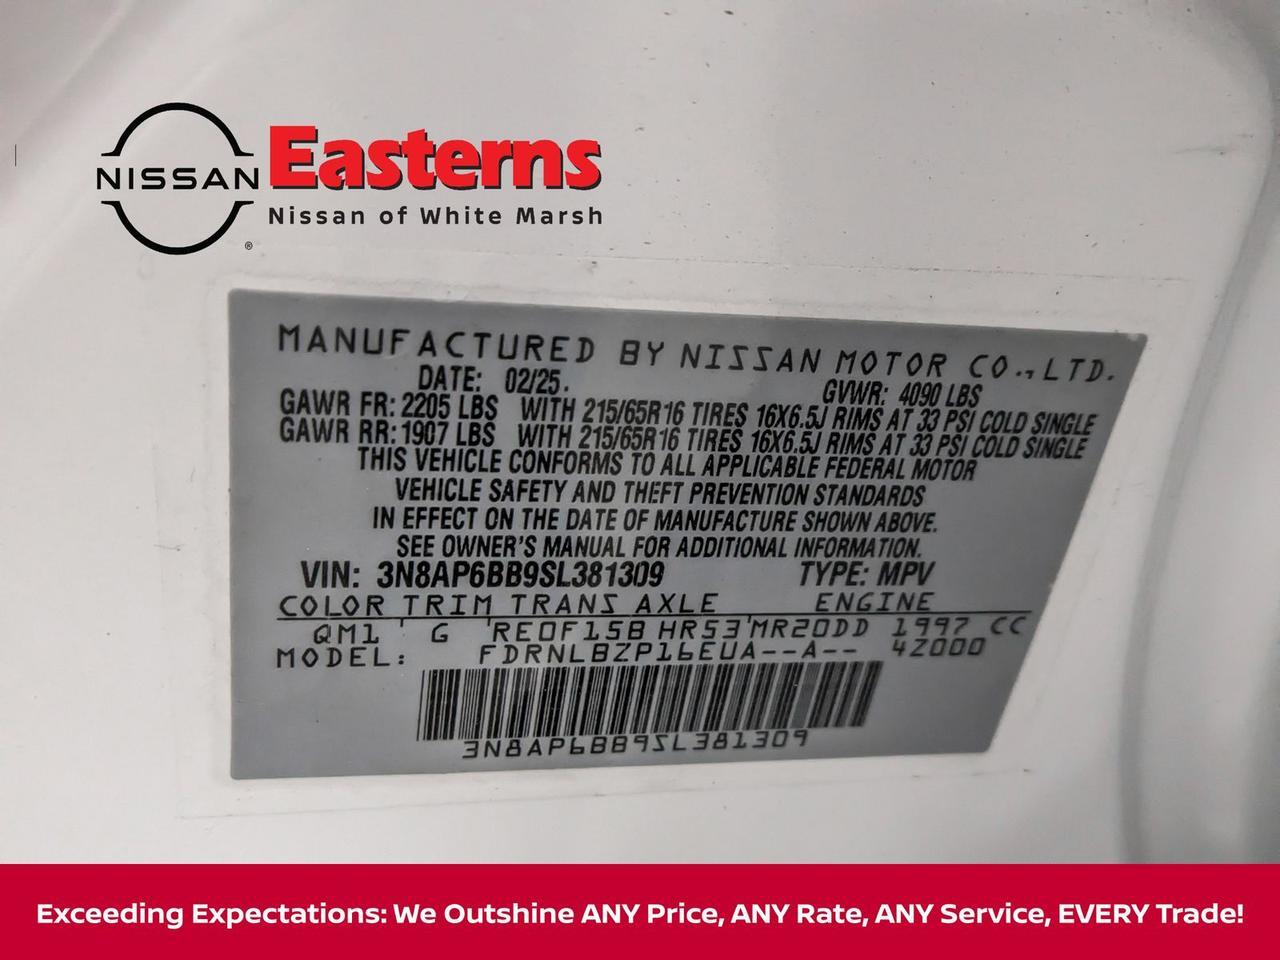 NISSAN
®
Easterns
Nissan of White Marsh
MANUFACTURED BY NISSAN MOTOR CO.,LTD.
DATE: 02/25. GVWR: 4090 LBS
GAWR FR: 2205 LBS WITH 215/65R16 TIRES 16X6.5J RIMS AT 33 PSI COLD SINGLE
GAWR RR: 1907 LBS WITH 215/65R16 TIRES 16X6.5J RIMS AT 33 PSI COLD SINGLE
THIS VEHICLE CONFORMS TO ALL APPLICABLE FEDERAL MOTOR
VEHICLE SAFETY AND THEFT PREVENTION STANDARDS
IN EFFECT ON THE DATE OF MANUFACTURE SHOWN ABOVE.
SEE OWNER'S MANUAL FOR ADDITIONAL INFORMATION.
VIN: 3N8AP6BB9SL381309 TYPE: MPV
COLOR TRIM TRANS AXLE ENGINE
QM1 G RE0F15B HR53 MR20DD 1997 CC
MODEL: FDRNLBZP16EUA--A-- 4Z000
3N8AP6BB9SL381309
Exceeding Expectations: We Outshine ANY Price, ANY Rate, ANY Service, EVERY Trade!